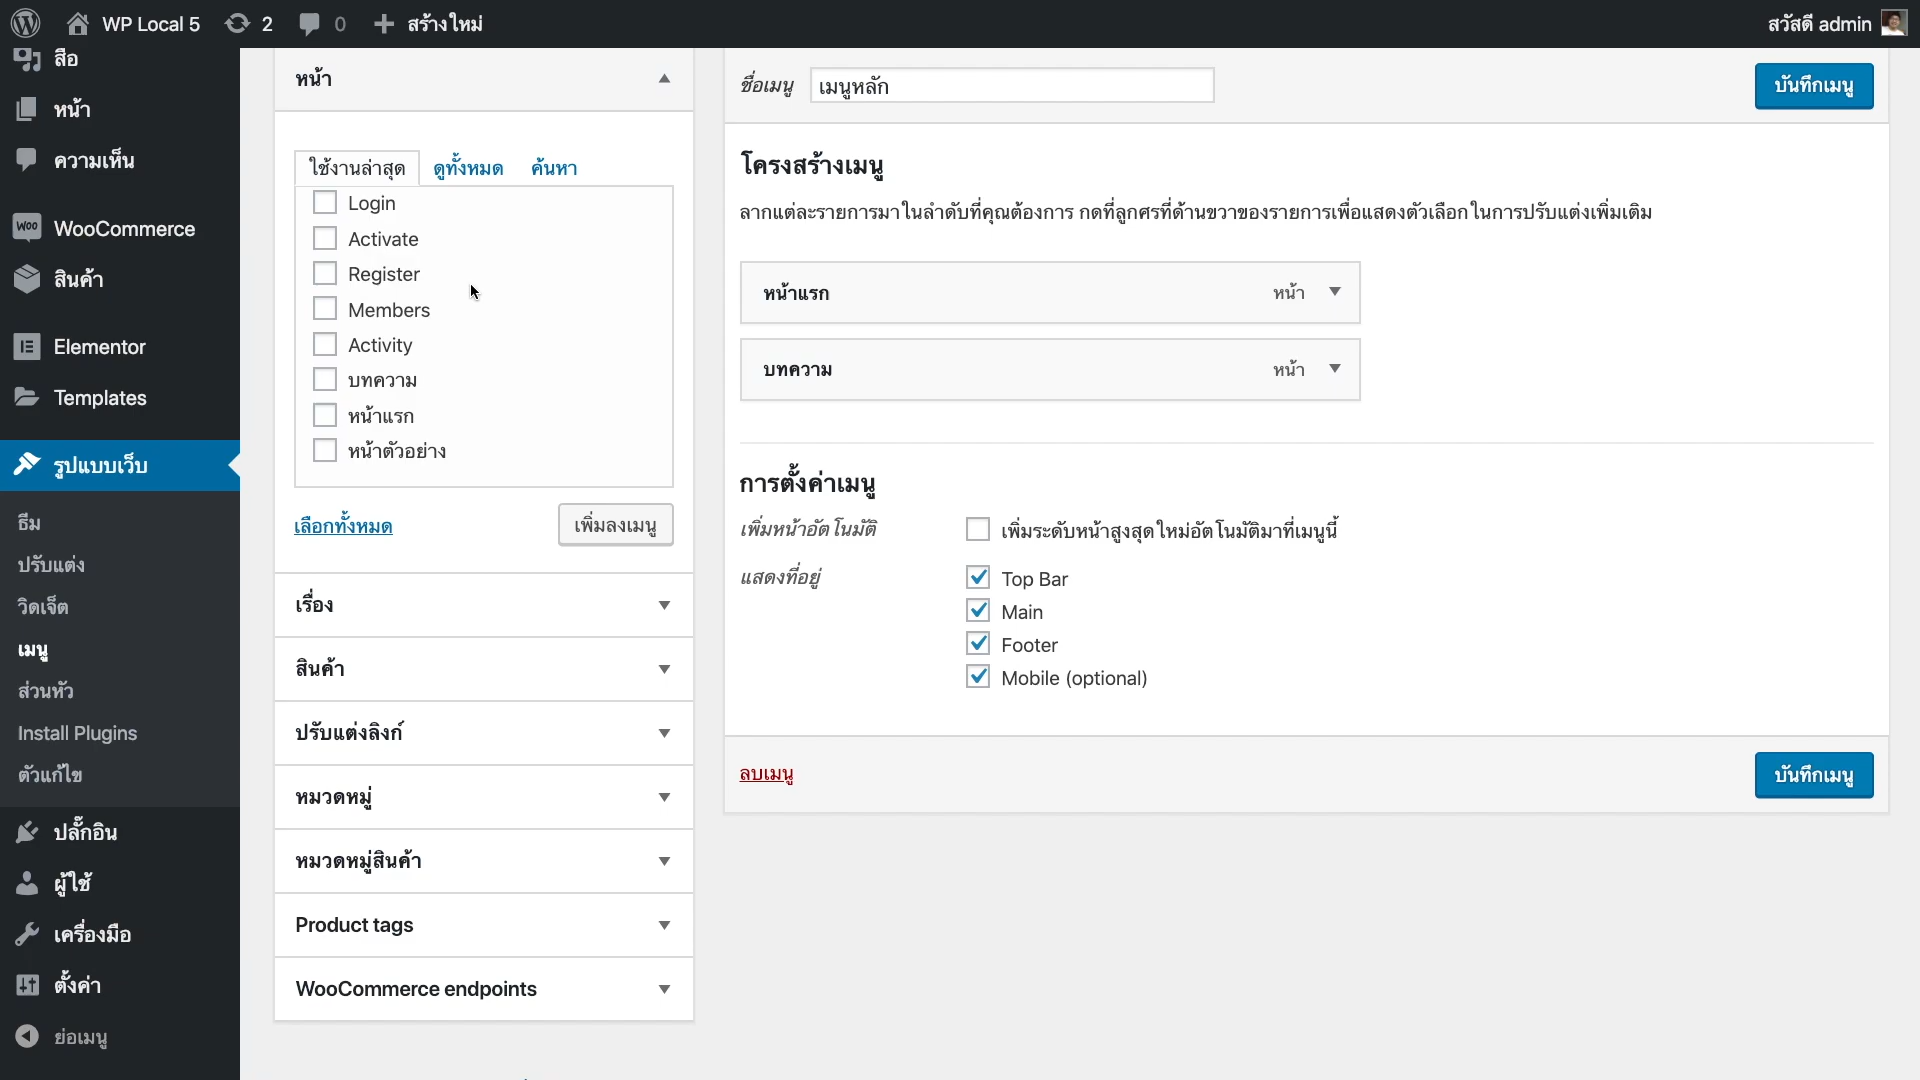 WP Local 5
2
0
สร้างใหม่
สวัสดี admin
สื่อ
หน้า
ความเห็น
WooCommerce
สินค้า
Elementor
Templates
รูปแบบเว็บ
ธีม
ปรับแต่ง
วิดเจ็ต
เมนู
ส่วนหัว
Install Plugins
ตัวแก้ไข
ปลั๊กอิน
ผู้ใช้
เครื่องมือ
ตั้งค่า
ย่อเมนู
หน้า
ใช้งานล่าสุด ดูทั้งหมด ค้นหา
Login
Activate
Register
Members
Activity
บทความ
หน้าแรก
หน้าตัวอย่าง
เลือกทั้งหมด เพิ่มลงเมนู
เรื่อง
สินค้า
ปรับแต่งลิงก์
หมวดหมู่
หมวดหมู่สินค้า
Product tags
WooCommerce endpoints
ชื่อเมนู เมนูหลัก บันทึกเมนู
โครงสร้างเมนู
ลากแต่ละรายการมาในลำดับที่คุณต้องการ กดที่ลูกศรที่ด้านขวาของรายการเพื่อแสดงตัวเลือกในการปรับแต่งเพิ่มเติม
หน้าแรก หน้า
บทความ หน้า
การตั้งค่าเมนู
เพิ่มหน้าอัตโนมัติ เพิ่มระดับหน้าสูงสุดใหม่อัตโนมัติมาที่เมนูนี้
แสดงที่อยู่ Top Bar
Main
Footer
Mobile (optional)
ลบเมนู บันทึกเมนู